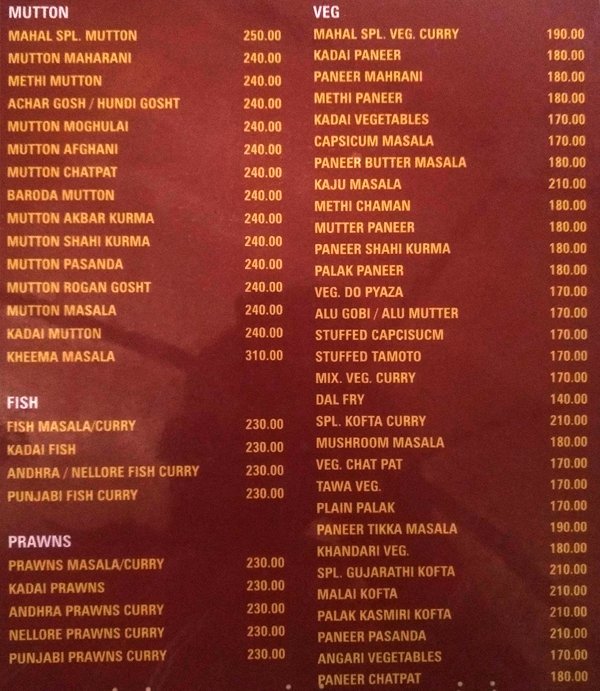 MUTTON
MAHAL SPL. MUTTON 250.00
MUTTON MAHARANI 240.00
METHI MUTTON 240.00
ACHAR GOSH / HUNDI GOSHT 240.00
MUTTON MOGHULAI 240.00
MUTTON AFGHANI 240.00
MUTTON CHATPAT 240.00
BARODA MUTTON 240.00
MUTTON AKBAR KURMA 240.00
MUTTON SHAHI KURMA 240.00
MUTTON PASANDA 240.00
MUTTON ROGAN GOSHT 240.00
MUTTON MASALA 240.00
KADAI MUTTON 240.00
KHEEMA MASALA 310.00
FISH
FISH MASALA/CURRY 230.00
KADAI FISH 230.00
ANDHRA / NELLORE FISH CURRY 230.00
PUNJABI FISH CURRY 230.00
PRAWNS
PRAWNS MASALA/CURRY 230.00
KADAI PRAWNS 230.00
ANDHRA PRAWNS CURRY 230.00
NELLORE PRAWNS CURRY 230.00
PUNJABI PRAWNS CURRY 230.00
VEG
MAHAL SPL. VEG. CURRY 190.00
KADAI PANEER 180.00
PANEER MAHRANI 180.00
METHI PANEER 180.00
KADAI VEGETABLES 170.00
CAPSICUM MASALA 170.00
PANEER BUTTER MASALA 180.00
KAJU MASALA 210.00
METHI CHAMAN 180.00
MUTTER PANEER 180.00
PANEER SHAHI KURMA 180.00
PALAK PANEER 180.00
VEG. DO PYAZA 170.00
ALU GOBI / ALU MUTTER 170.00
STUFFED CAPCISUCM 170.00
STUFFED TAMOTO 170.00
MIX. VEG. CURRY 170.00
DAL FRY 140.00
SPL. KOFTA CURRY 210.00
MUSHROOM MASALA 180.00
VEG. CHAT PAT 170.00
TAWA VEG. 170.00
PLAIN PALAK 170.00
PANEER TIKKA MASALA 190.00
KHANDARI VEG. 180.00
SPL. GUJARATHI KOFTA 210.00
MALAI KOFTA 210.00
PALAK KASMIRI KOFTA 210.00
PANEER PASANDA 210.00
ANGARI VEGETABLES 170.00
PANEER CHATPAT 180.00